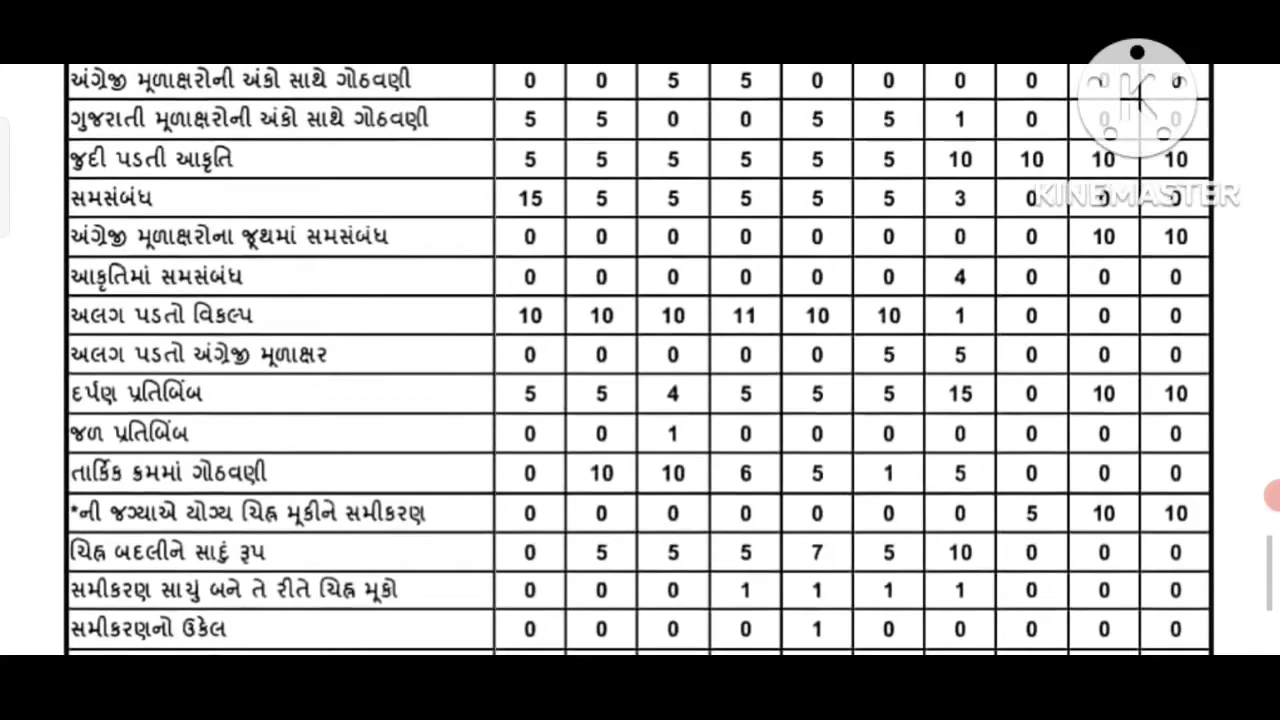 અંગ્રેજી મૂળાક્ષરોની અંકો સાથે ગોઠવણી 0 0 5 5 0 0 0 0 0 0
ગુજરાતી મૂળાક્ષરોની અંકો સાથે ગોઠવણી 5 5 0 0 5 5 1 0 0 0
જુદી પડતી આકૃતિ 5 5 5 5 5 5 10 10 10 10
સમસંબંધ 15 5 5 5 5 5 3 0 0 0
અંગ્રેજી મૂળાક્ષરોના જૂથમાં સમસંબંધ 0 0 0 0 0 0 0 0 10 10
આકૃતિમાં સમસંબંધ 0 0 0 0 0 0 4 0 0 0
અલગ પડતો વિકલ્પ 10 10 10 11 10 10 1 0 0 0
અલગ પડતો અંગ્રેજી મૂળાક્ષર 0 0 0 0 0 5 5 0 0 0
દર્પણ પ્રતિબિંબ 5 5 4 5 5 5 15 0 10 10
જળ પ્રતિબિંબ 0 0 1 0 0 0 0 0 0 0
તાર્કિક ક્રમમાં ગોઠવણી 0 10 10 6 5 1 5 0 0 0
*ની જગ્યાએ યોગ્ય ચિહ્ન મૂકીને સમીકરણ 0 0 0 0 0 0 0 5 10 10
ચિહ્ન બદલીને સાદું રૂપ 0 5 5 5 7 5 10 0 0 0
સમીકરણ સાચું બને તે રીતે ચિહ્ન મૂકો 0 0 0 1 1 1 1 0 0 0
સમીકરણનો ઉકેલ 0 0 0 0 1 0 0 0 0 0
K
KINEMASTER